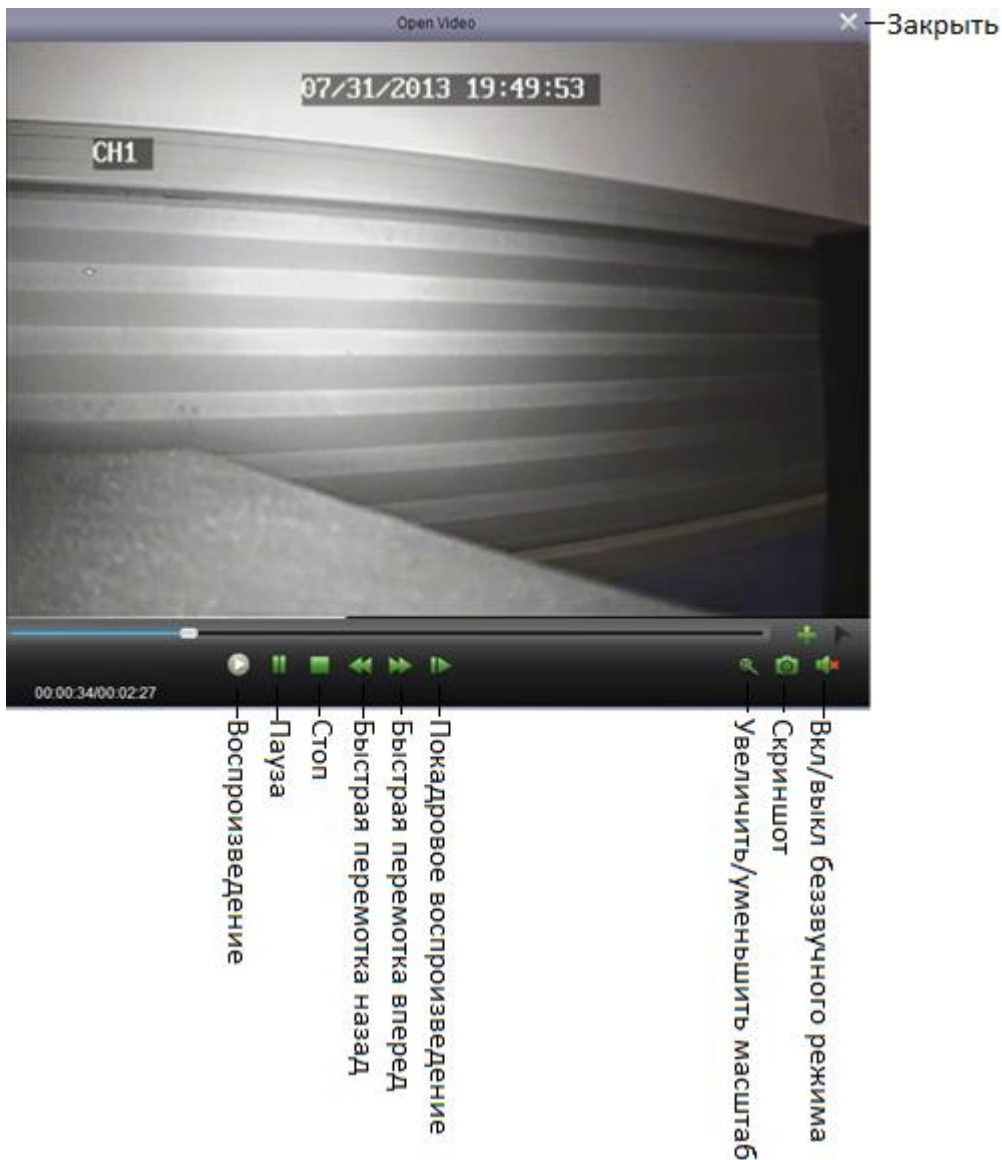 Open Video
Закрыть
07/31/2013 19:49:53
CH1
00:00:34/00:02:27
Воспроизведение
Пауза
Стоп
Быстрая перемотка назад
Быстрая перемотка вперед
Покадровое воспроизведение
Увеличить/уменьшить масштаб
Скриншот
Вкл/выкл беззвучного режима